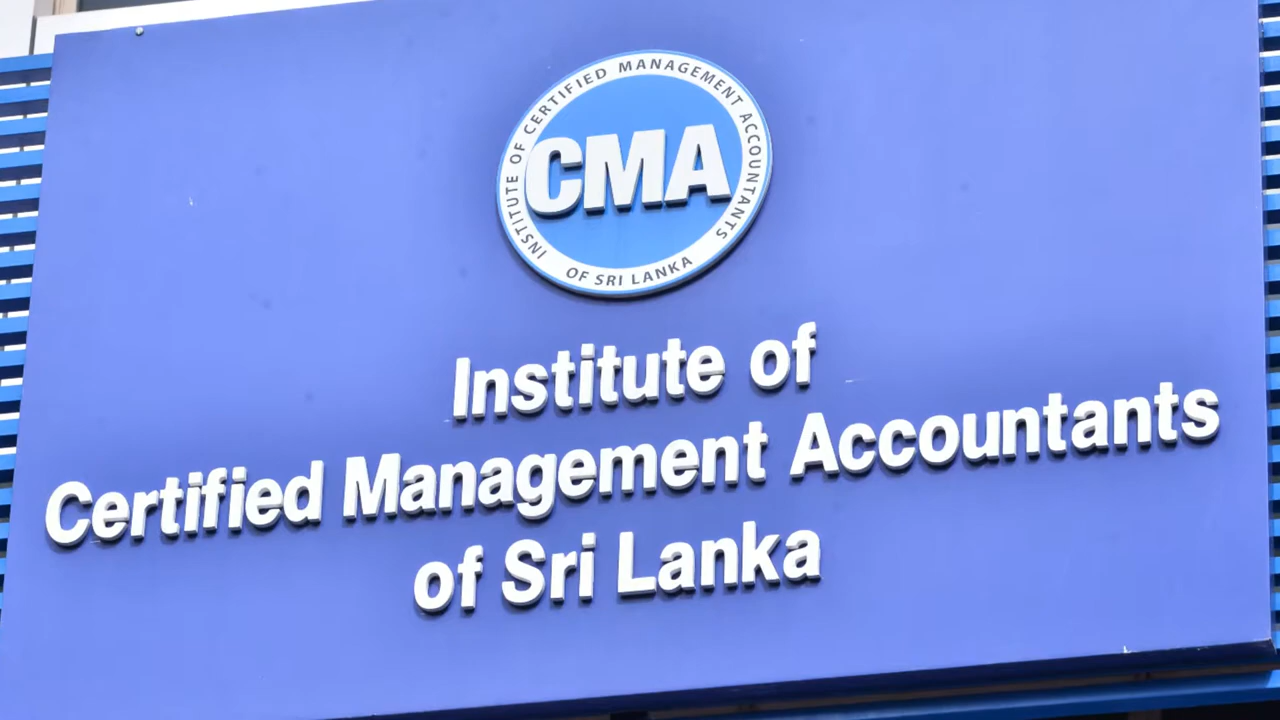 INSTITUTE OF CERTIFIED MANAGEMENT ACCOUNTANTS
CMA
OF SRI LANKA
Institute of
Certified Management Accountants
of Sri Lanka